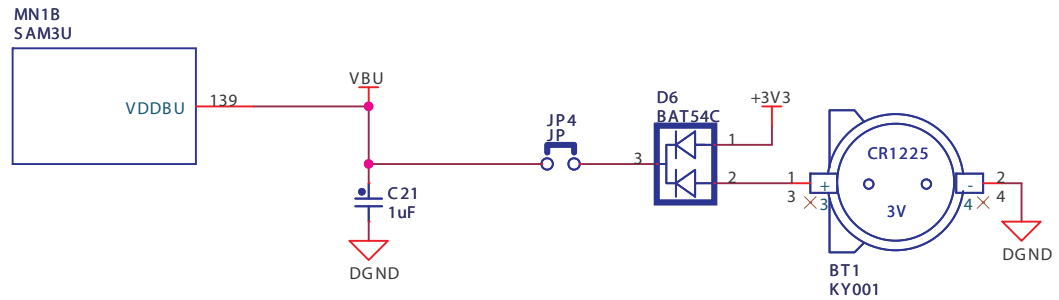 MN1B
SAM3U
VDDBU
139
VBU
C21
1uF
DGND
JP4
JP
3
D6
BAT54C
1
2
+3V3
1
3
+
3
CR1225
3V
-
4
2
4
BT1
KY001
DGND